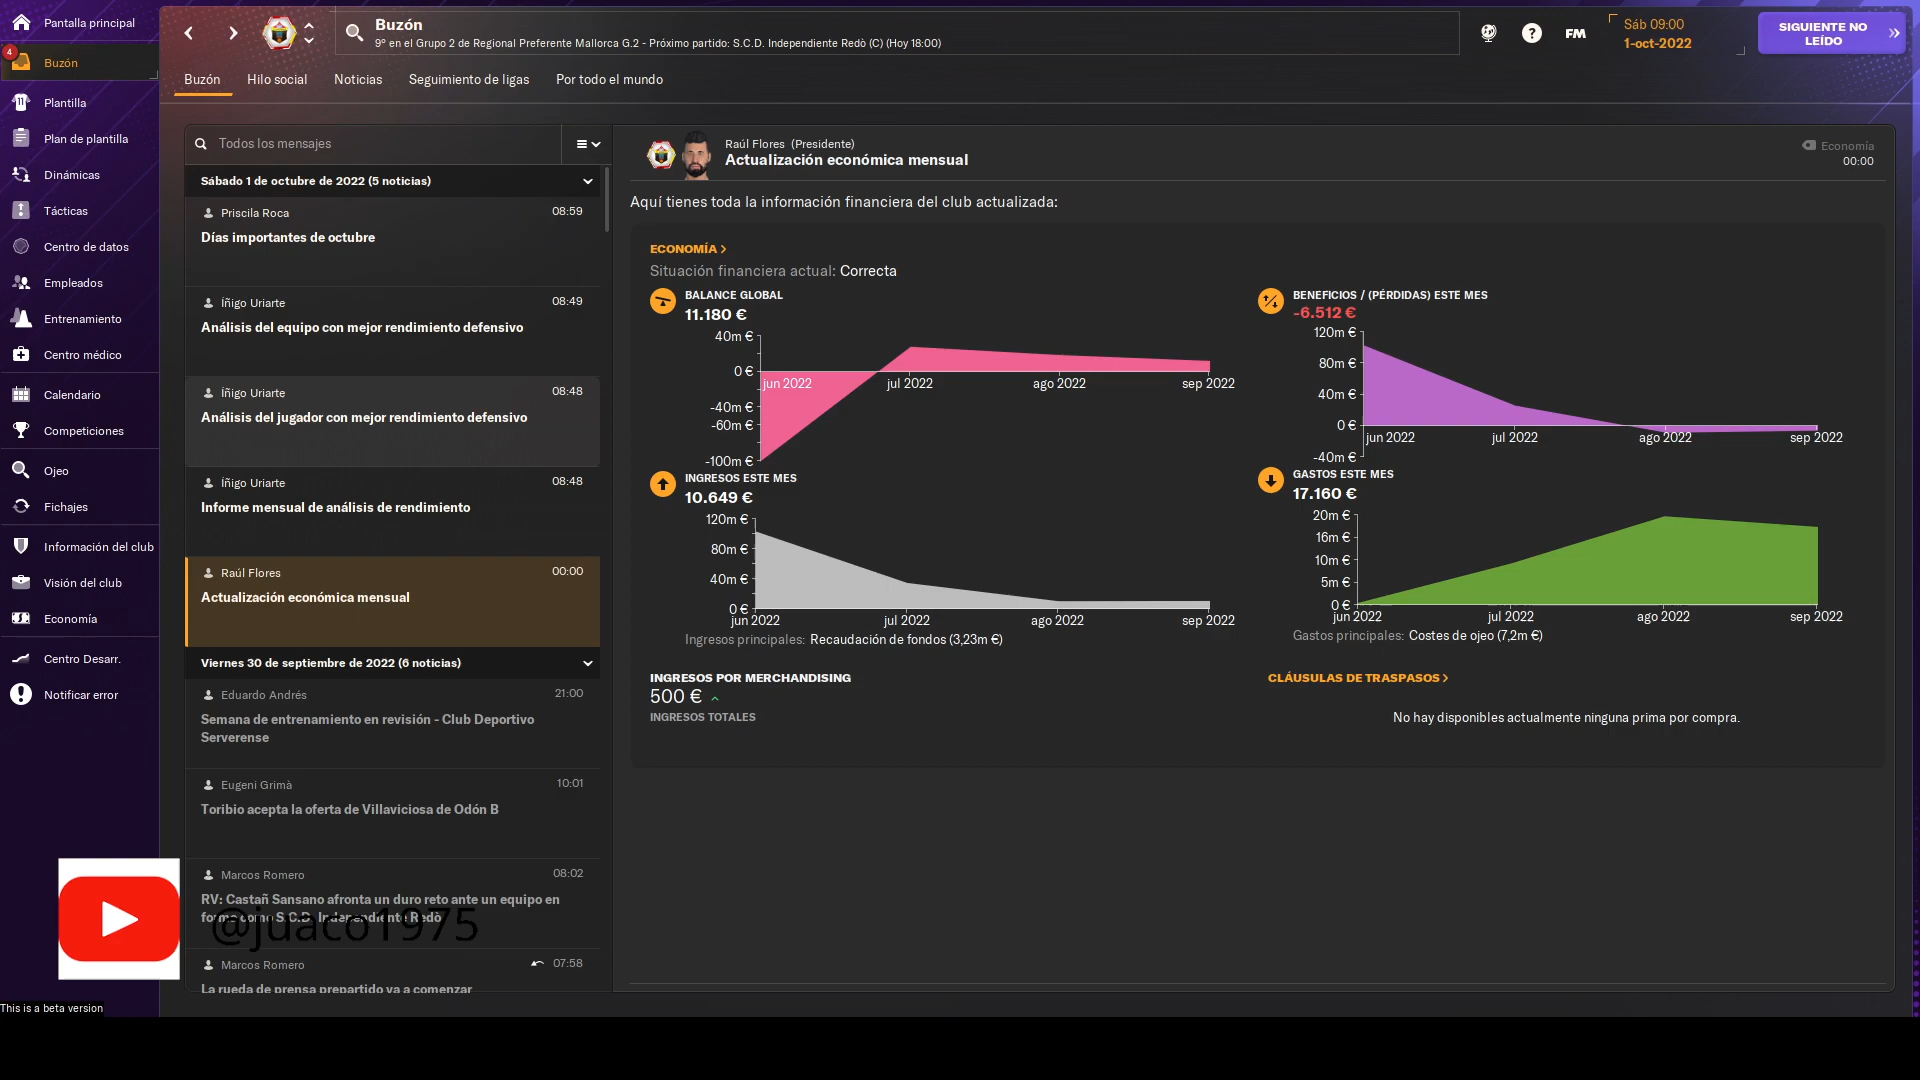 Pantalla principal
4
Buzón
Plantilla
Plan de plantilla
Dinámicas
Tácticas
Centro de datos
Empleados
Entrenamiento
Centro médico
Calendario
Competiciones
Ojeo
Fichajes
Información del club
Visión del club
Economía
Centro Desarr.
Notificar error
This is a beta version
Buzón
9º en el Grupo 2 de Regional Preferente Mallorca G.2 - Próximo partido: S.C.D. Independiente Redò (C) (Hoy 18:00)
?
FM
Sáb 09:00
1-oct-2022
SIGUIENTE NO
LEÍDO
Buzón
Hilo social
Noticias
Seguimiento de ligas
Por todo el mundo
Todos los mensajes
Sábado 1 de octubre de 2022 (5 noticias)
Priscila Roca 08:59
Días importantes de octubre
Íñigo Uriarte 08:49
Análisis del equipo con mejor rendimiento defensivo
Íñigo Uriarte 08:48
Análisis del jugador con mejor rendimiento defensivo
Íñigo Uriarte 08:48
Informe mensual de análisis de rendimiento
Raúl Flores 00:00
Actualización económica mensual
Viernes 30 de septiembre de 2022 (6 noticias)
Eduardo Andrés 21:00
Semana de entrenamiento en revisión - Club Deportivo
Serverense
Eugeni Grimà 10:01
Toribio acepta la oferta de Villaviciosa de Odón B
Marcos Romero 08:02
RV: Castañ Sansano afronta un duro reto ante un equipo en
forma como S.C.D. Independiente Redò
@juaco1975
Marcos Romero 07:58
La rueda de prensa prepartido va a comenzar
Raúl Flores (Presidente)
Actualización económica mensual
Economía
00:00
Aquí tienes toda la información financiera del club actualizada:
ECONOMÍA
Situación financiera actual: Correcta
BALANCE GLOBAL
11.180 €
40m €
0 €
-40m €
-60m €
-100m €
jun 2022
jul 2022
ago 2022
sep 2022
BENEFICIOS / (PÉRDIDAS) ESTE MES
-6.512 €
120m €
80m €
40m €
0 €
-40m €
jun 2022
jul 2022
ago 2022
sep 2022
INGRESOS ESTE MES
10.649 €
120m €
80m €
40m €
0 €
jun 2022
jul 2022
ago 2022
sep 2022
Ingresos principales: Recaudación de fondos (3,23m €)
GASTOS ESTE MES
17.160 €
20m €
16m €
10m €
5m €
0 €
jun 2022
jul 2022
ago 2022
sep 2022
Gastos principales: Costes de ojeo (7,2m €)
INGRESOS POR MERCHANDISING
500 €
INGRESOS TOTALES
CLÁUSULAS DE TRASPASOS
No hay disponibles actualmente ninguna prima por compra.